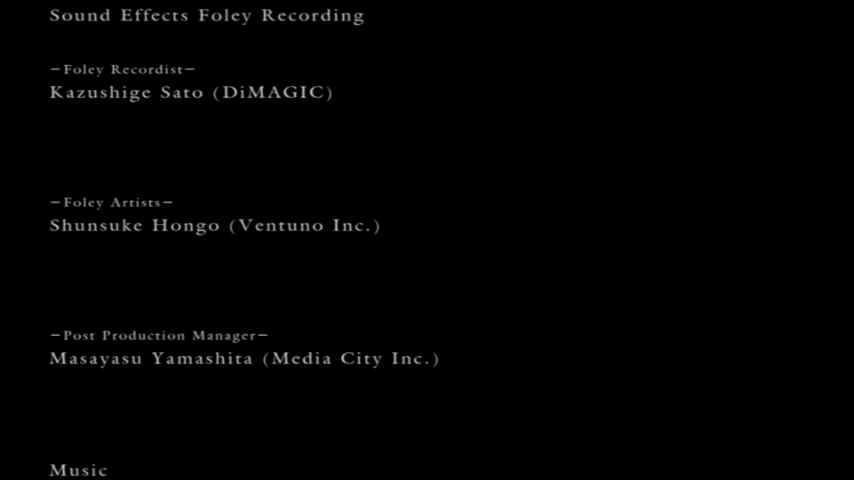 Sound Effects Foley Recording
−Foley Recordist−
Kazushige Sato (DiMAGIC)
−Foley Artists−
Shunsuke Hongo (Ventuno Inc.)
−Post Production Manager−
Masayasu Yamashita (Media City Inc.)
Music